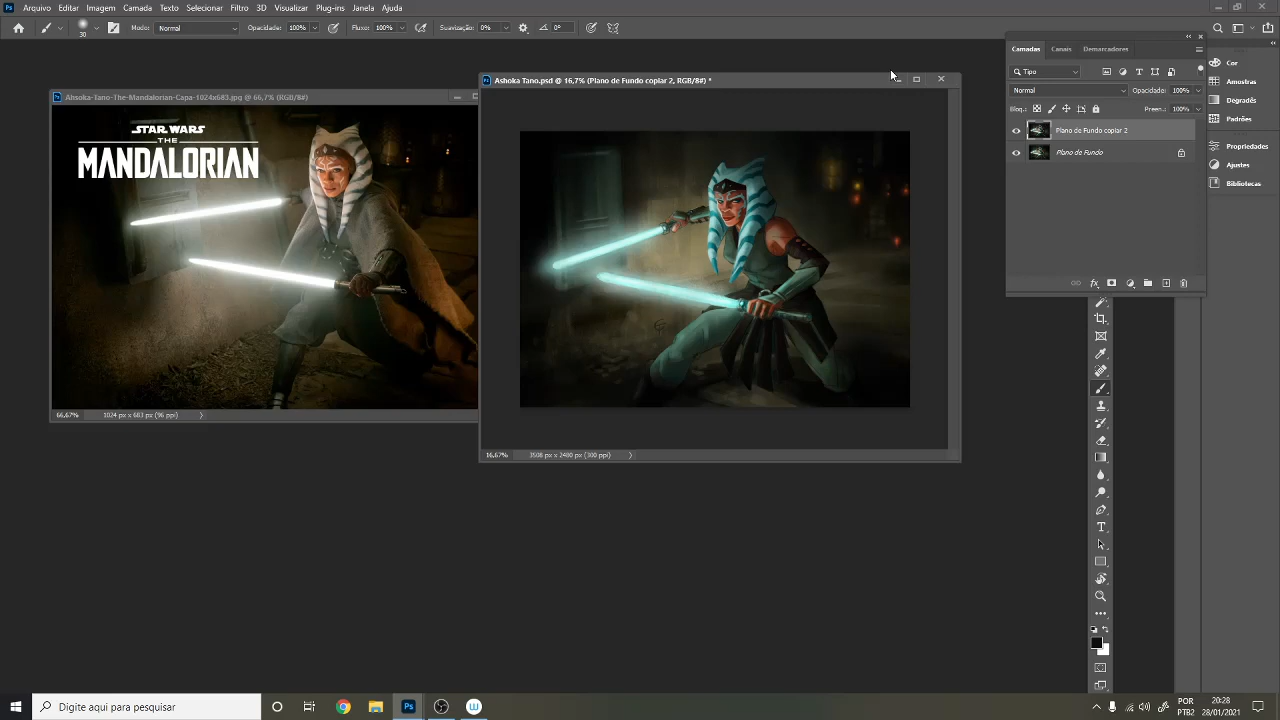 Ps Arquivo Editar Imagem Camada Texto Selecionar Filtro 3D Visualizar Plug-ins Janela Ajuda
30 Modo: Normal Opacidade: 100% Fluxo: 100% Suavização: 0% 0°
Camadas Canais Demarcadores
Tipo
Normal Opacidade: 100%
Bloq.: Preen.: 100%
Plano de Fundo copiar 2
Plano de Fundo
Cor
Amostras
Degradês
Padrões
Propriedades
Ajustes
Bibliotecas
Ahsoka-Tano-The-Mandalorian-Capa-1024x683.jpg @ 66,7% (RGB/8#)
STAR WARS
THE
MANDALORIAN
66,67% 1024 px x 683 px (96 ppi)
Ashoka Tano.psd @ 16,7% (Plano de Fundo copiar 2, RGB/8#) *
16,67% 3508 px x 2480 px (300 ppi)
Digite aqui para pesquisar
Ps
W
POR
PTB2
20:28
28/01/2021